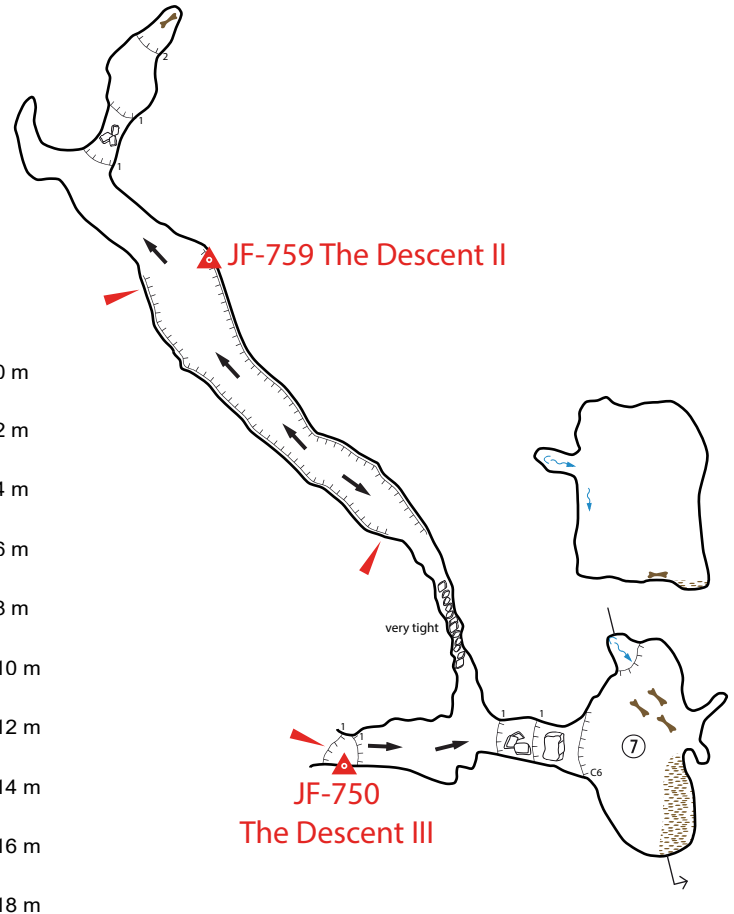 2
1
1
JF-759 The Descent II
0 m
2 m
4 m
6 m
8 m
very tight
10 m
12 m
1
1
1
1
7
C6
14 m
JF-750
The Descent III
16 m
18 m